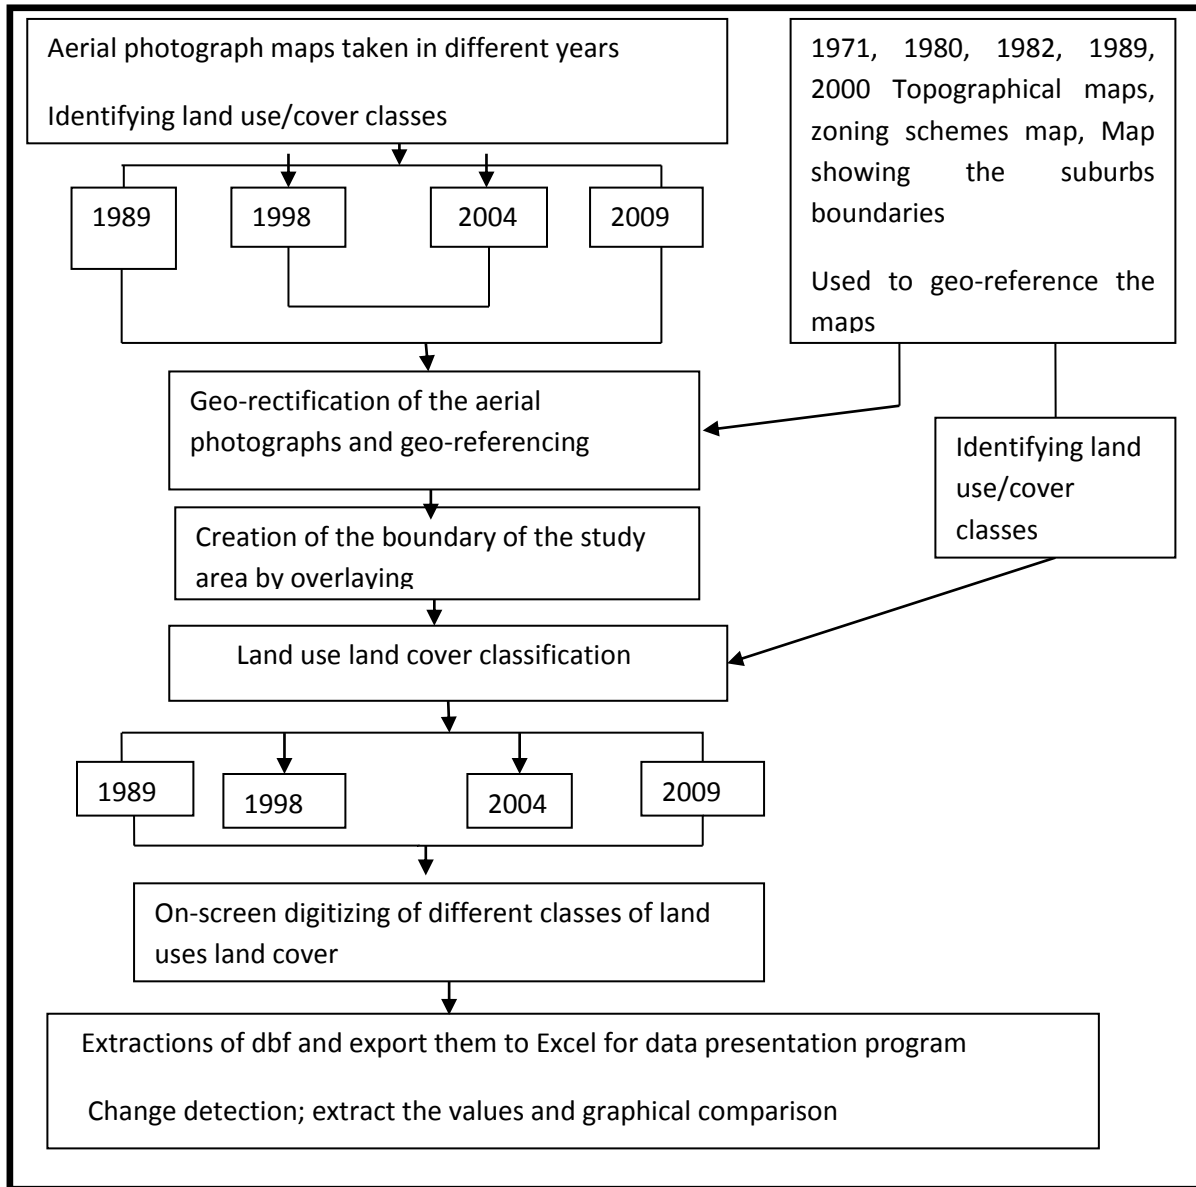 Aerial photograph maps taken in different years
Identifying land use/cover classes
1971, 1980, 1982, 1989,
2000 Topographical maps,
zoning schemes map, Map
showing the suburbs
boundaries
Used to geo-reference the
maps
1989
1998
2004
2009
Geo-rectification of the aerial
photographs and geo-referencing
Identifying land
use/cover
classes
Creation of the boundary of the study
area by overlaying
Land use land cover classification
1989
1998
2004
2009
On-screen digitizing of different classes of land
uses land cover
Extractions of dbf and export them to Excel for data presentation program
Change detection; extract the values and graphical comparison